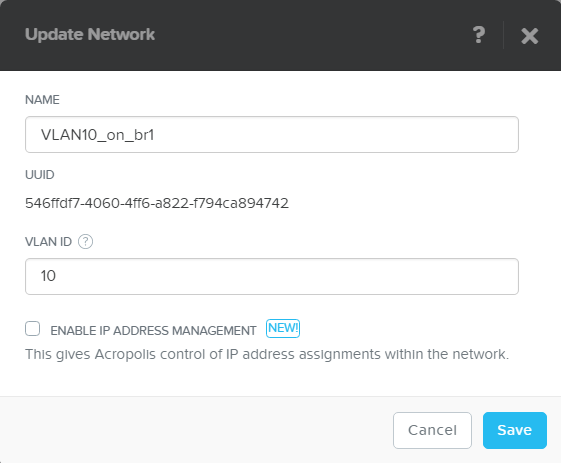 Update Network
?
NAME
VLAN10_on_br1
UUID
546ffdf7-4060-4ff6-a822-f794ca894742
VLAN ID ?
10
ENABLE IP ADDRESS MANAGEMENT NEW!
This gives Acropolis control of IP address assignments within the network.
Cancel Save